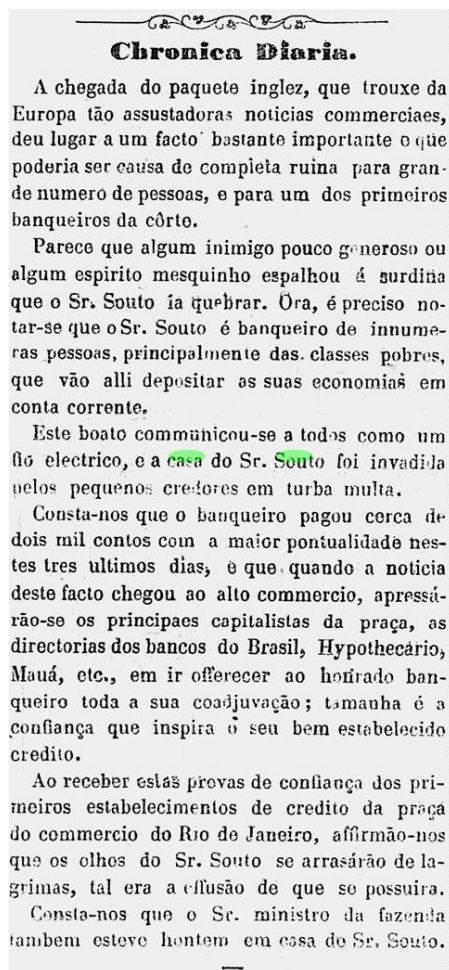 Chronica Diaria.
A chegada do paquete inglez, que trouxe da
Europa tão assustadoras noticias commerciaes,
deu lugar a um facto bastante importante o que
poderia ser causa de completa ruina para gran-
de numero de pessoas, e para um dos primeiros
banqueiros da côrte.
Parece que algum inimigo pouco generoso ou
algum espirito mesquinho espalhou á surdina
que o Sr. Souto ia quebrar. Ora, é preciso no-
tar-se que o Sr. Souto é banqueiro de innume-
ras pessoas, principalmente das. classes pobres,
que vão alli depositar as suas economias em
conta corrente.
Este boato communicou-se a todos como um
fio electrico, e a casa do Sr. Souto foi invadida
pelos pequenos credores em turba multa.
Consta-nos que o banqueiro pagou cerca de
dois mil contos com a maior pontualidade nes-
tes tres ultimos dias, e que quando a noticia
deste facto chegou ao alto commercio, apressá-
rão-se os principaes capitalistas da praça, as
directorias dos bancos do Brasil, Hypothecário,
Mauá, etc., em ir offerecer ao honrado ban-
queiro toda a sua coadjuvação; tamanha é a
confiança que inspira o seu bem estabelecido
credito.
Ao receber estas provas de confiança dos pri-
meiros estabelecimentos de credito da praça
do commercio do Rio de Janeiro, affirmão-nos
que os olhos do Sr. Souto se arrasárão de la-
grimas, tal era a effusão de que se possuira.
Consta-nos que o Sr. ministro da fazenda
tambem esteve hontem em casa do Sr. Souto.